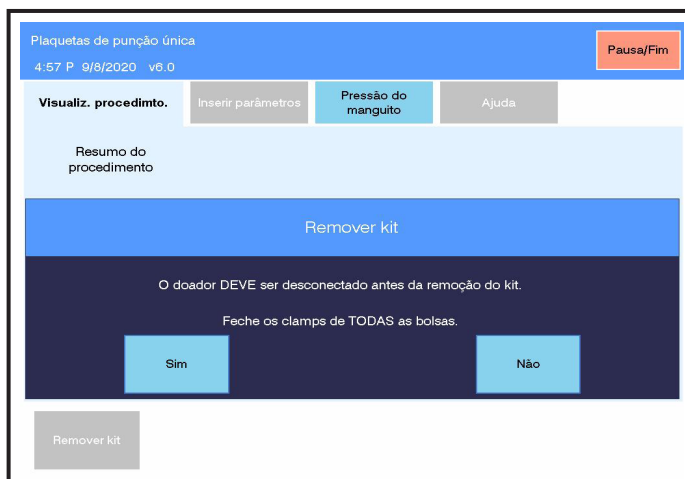 Plaquetas de punção única
4:57 P 9/8/2020 v6.0
Pausa/Fim
Visualiz. procedimto.
Inserir parâmetros
Pressão do
manguito
Ajuda
Resumo do
procedimento
Remover kit
O doador DEVE ser desconectado antes da remoção do kit.
Feche os clamps de TODAS as bolsas.
Sim
Não
Remover kit